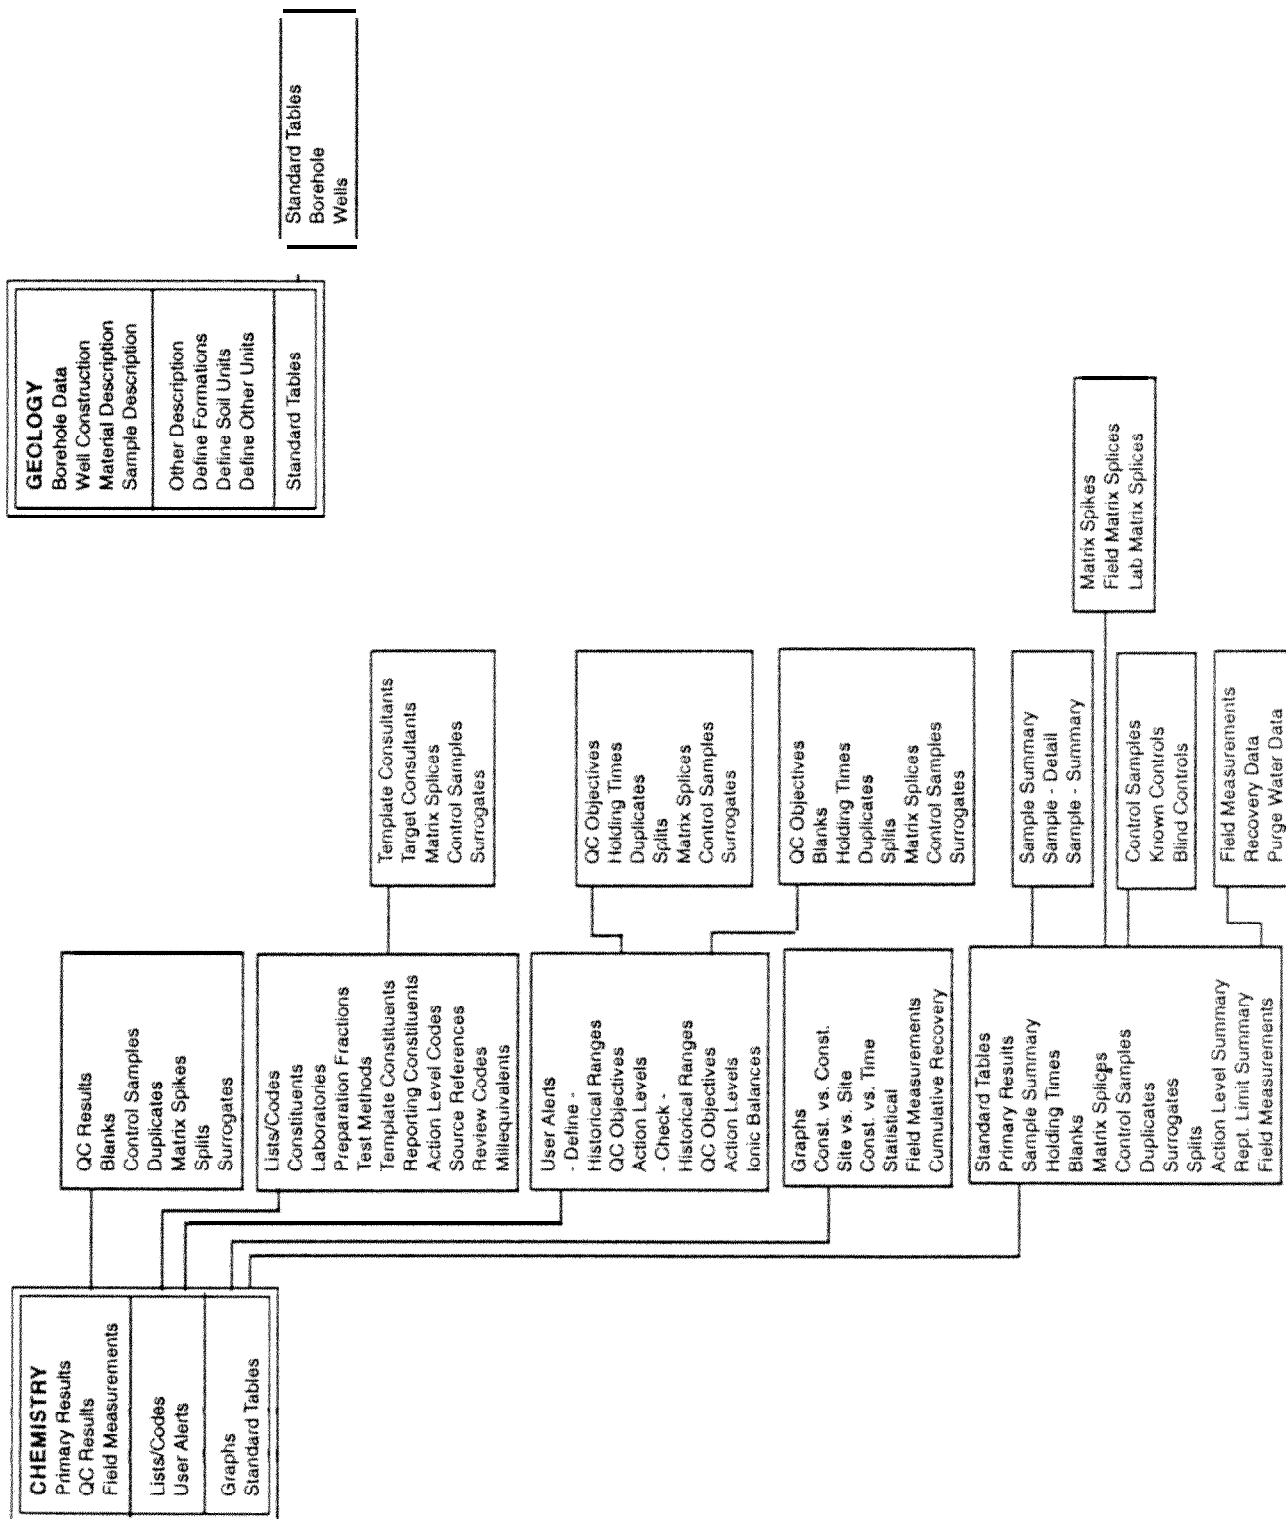 CHEMISTRY
Primary Results
QC Results
Field Measurements
Lists/Codes
User Alerts
Graphs
Standard Tables
QC Results
Blanks
Control Samples
Duplicates
Matrix Spikes
Splits
Surrogates
Lists/Codes
Constituents
Laboratories
Preparation Fractions
Test Methods
Template Constituents
Reporting Constituents
Action Level Codes
Source References
Review Codes
Millequivalents
User Alerts
- Define -
Historical Ranges
QC Objectives
Action Levels
- Check -
Historical Ranges
QC Objectives
Action Levels
Ionic Balances
Graphs
Const. vs. Const.
Site vs. Site
Const. vs. Time
Statistical
Field Measurements
Cumulative Recovery
Standard Tables
Primary Results
Sample Summary
Holding Times
Blanks
Matrix Splices
Control Samples
Duplicates
Surrogates
Splits
Action Level Summary
Rept. Limit Summary
Field Measurements
Template Consultants
Target Consultants
Matrix Splices
Control Samples
Surrogates
QC Objectives
Holding Times
Duplicates
Splits
Matrix Splices
Control Samples
Surrogates
QC Objectives
Blanks
Holding Times
Duplicates
Splits
Matrix Splices
Control Samples
Surrogates
Sample Summary
Sample - Detail
Sample - Summary
Control Samples
Known Controls
Blind Controls
Field Measurements
Recovery Data
Purge Water Data
Matrix Spikes
Field Matrix Splices
Lab Matrix Splices
GEOLOGY
Borehole Data
Well Construction
Material Description
Sample Description
Other Description
Define Formations
Define Soil Units
Define Other Units
Standard Tables
Standard Tables
Borehole
Wells